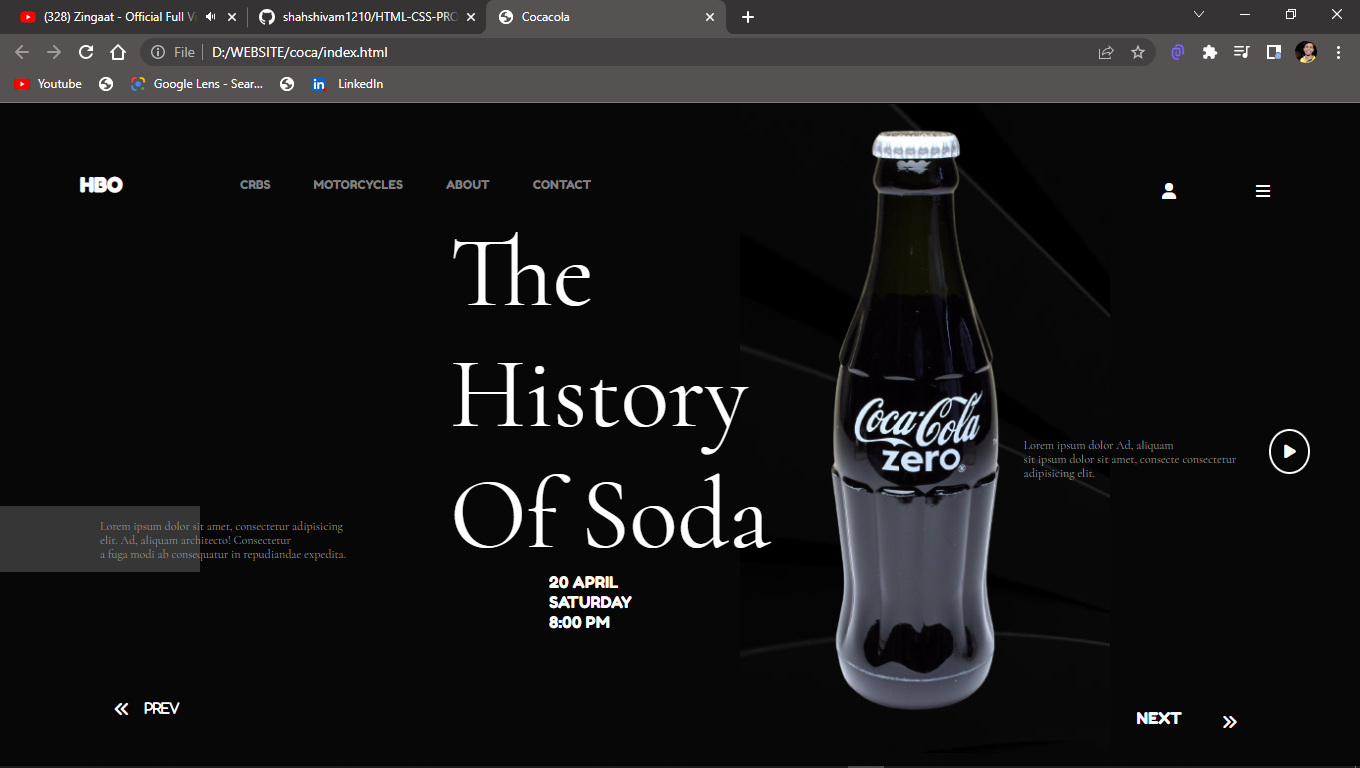 (328) Zingaat - Official Full Vi
shahshivam1210/HTML-CSS-PRO
Cocacola
File
D:/WEBSITE/coca/index.html
Youtube
Google Lens - Sear...
in
LinkedIn
HBO
CRBS
MOTORCYCLES
ABOUT
CONTACT
The
History
Of Soda
Coca-Cola
zero®
Lorem ipsum dolor Ad, aliquam
sit ipsum dolor sit amet, consecte consectetur
adipisicing elit.
Lorem ipsum dolor sit amet, consectetur adipisicing
elit. Ad, aliquam architecto! Consectetur
a fuga modi ab consequatur in repudiandae expedita.
20 APRIL
SATURDAY
8:00 PM
PREV
NEXT